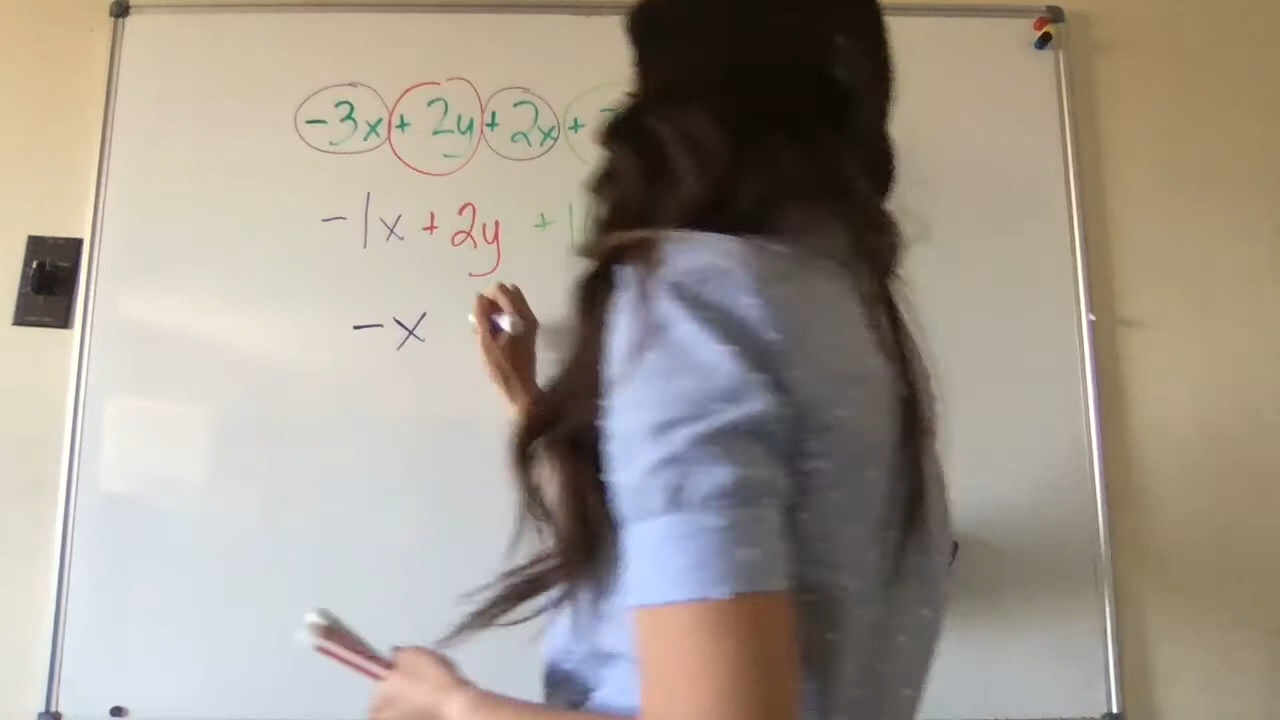 -3x + 2y + 2x +
-1x + 2y + 1
-x